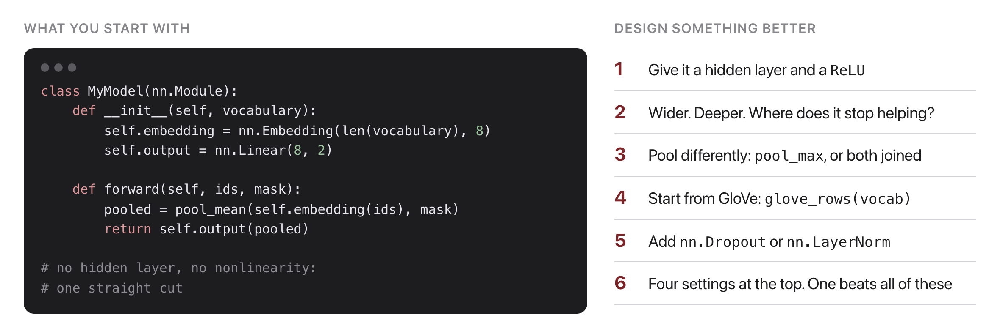 WHAT YOU START WITH
class MyModel(nn.Module):
    def __init__(self, vocabulary):
        self.embedding = nn.Embedding(len(vocabulary), 8)
        self.output = nn.Linear(8, 2)

    def forward(self, ids, mask):
        pooled = pool_mean(self.embedding(ids), mask)
        return self.output(pooled)

# no hidden layer, no nonlinearity:
# one straight cut
DESIGN SOMETHING BETTER
1 Give it a hidden layer and a ReLU
2 Wider. Deeper. Where does it stop helping?
3 Pool differently: pool_max, or both joined
4 Start from GloVe: glove_rows(vocab)
5 Add nn.Dropout or nn.LayerNorm
6 Four settings at the top. One beats all of these